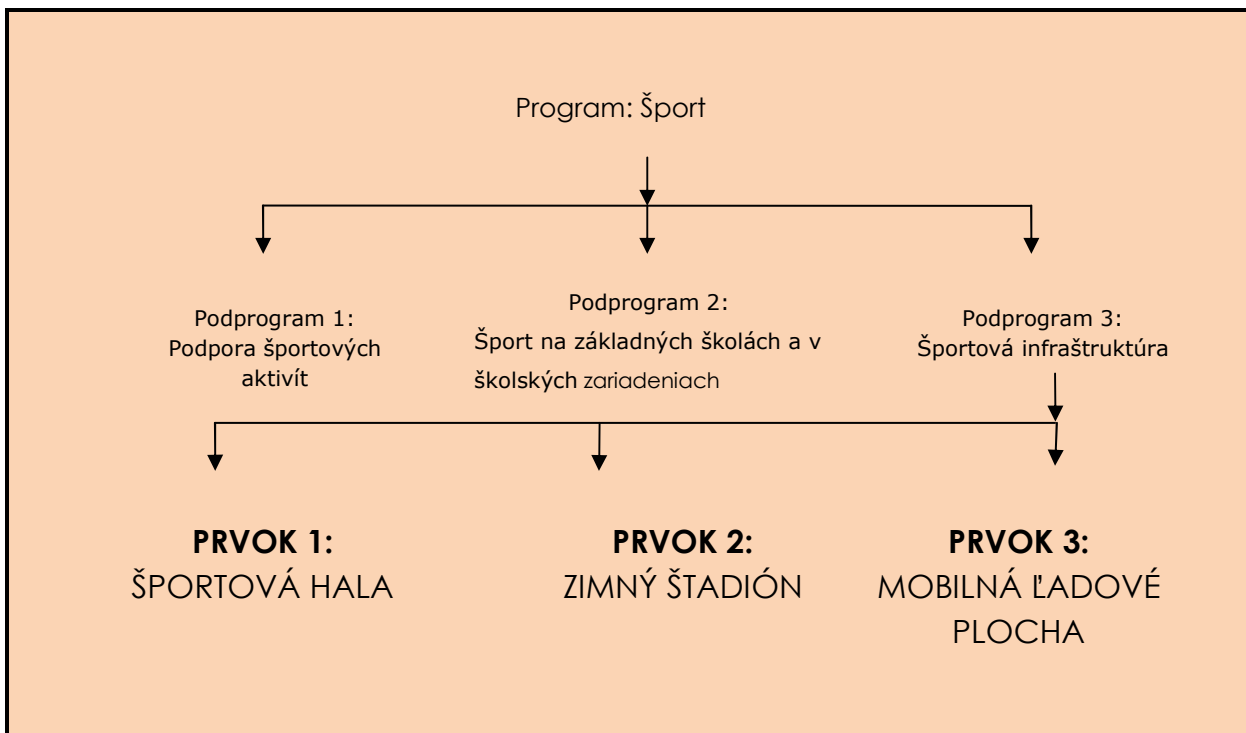 Program: Šport
Podprogram 1:
Podpora športových
aktivít
Podprogram 2:
Šport na základných školách a v
školských zariadeniach
Podprogram 3:
Športová infraštruktúra
PRVOK 1:
ŠPORTOVÁ HALA
PRVOK 2:
ZIMNÝ ŠTADIÓN
PRVOK 3:
MOBILNÁ ĽADOVÉ
PLOCHA